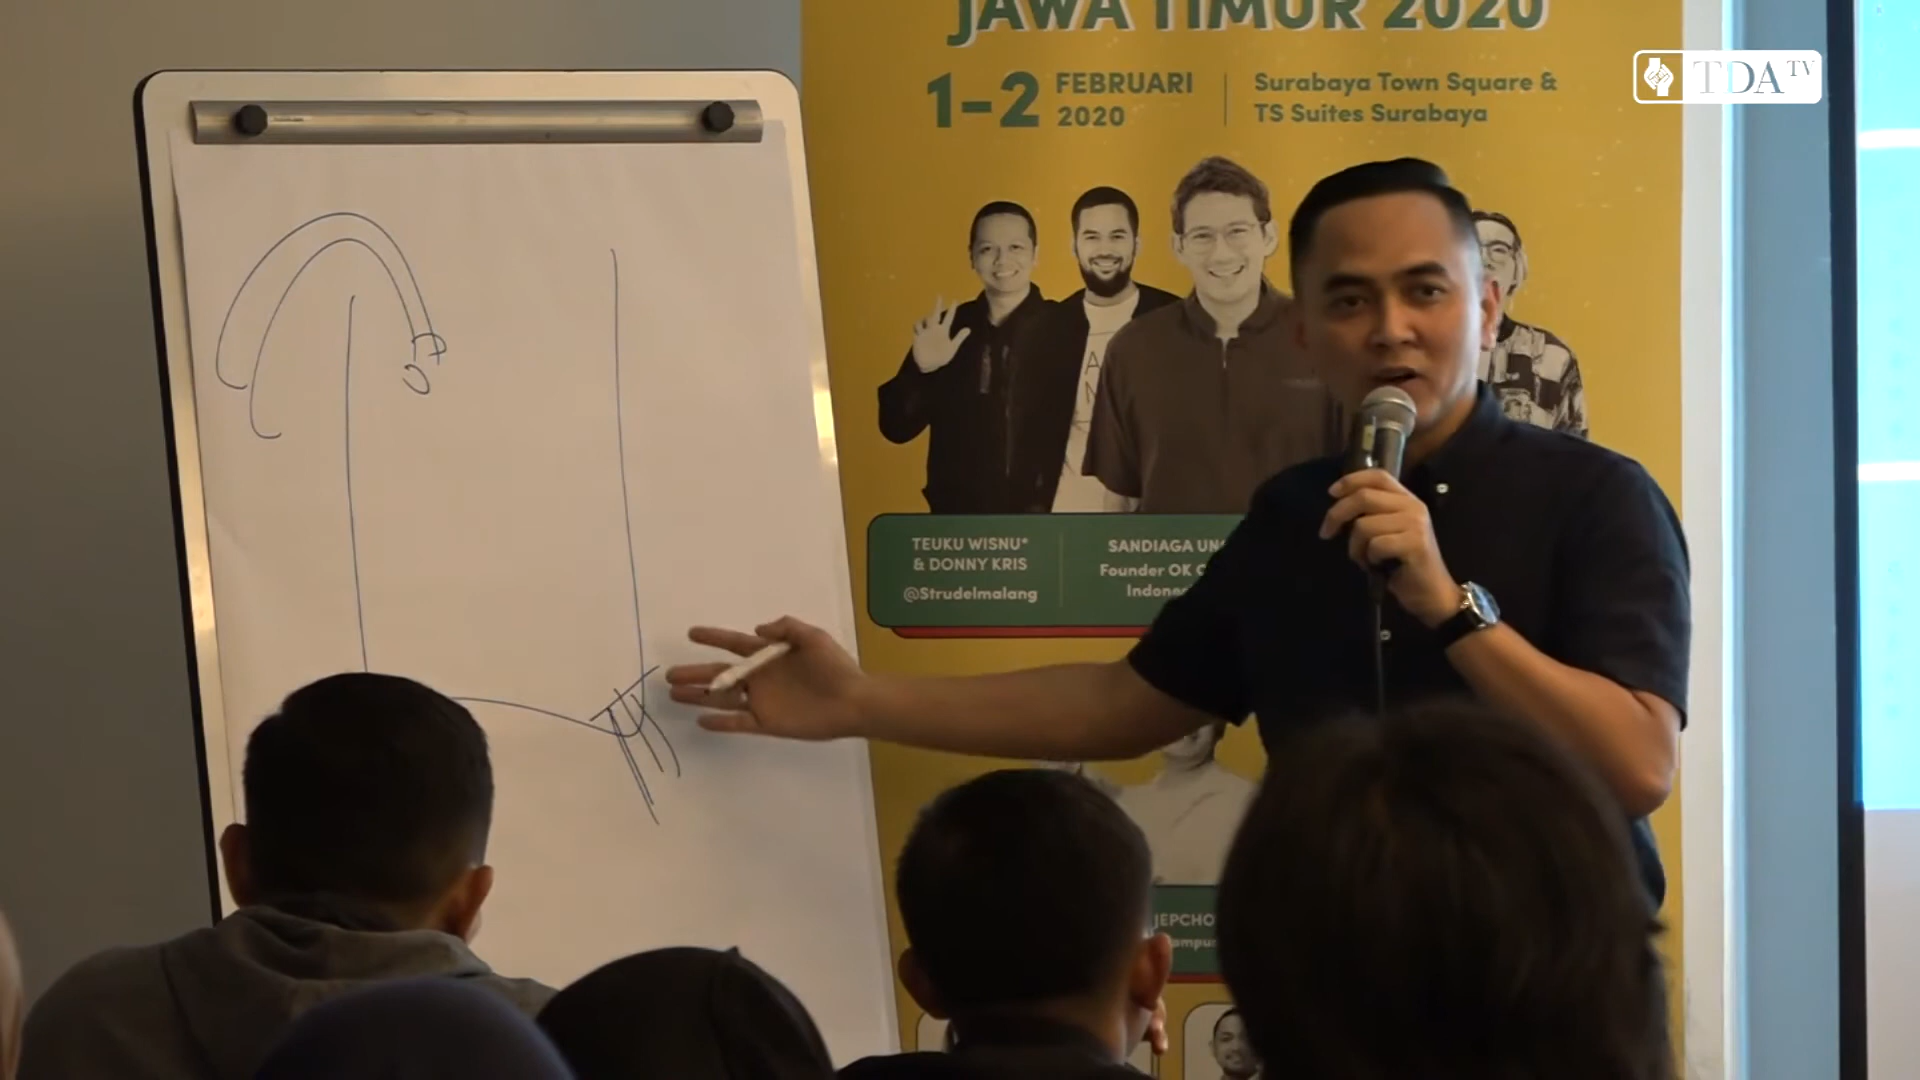 JAWA TIMUR 2020
1-2 FEBRUARI 2020
Surabaya Town Square &
TS Suites Surabaya
TDA TV
TEUKU WISNU*
& DONNY KRIS
@Strudelmalang
SANDIAGA UN
Founder OK
JEPCHO